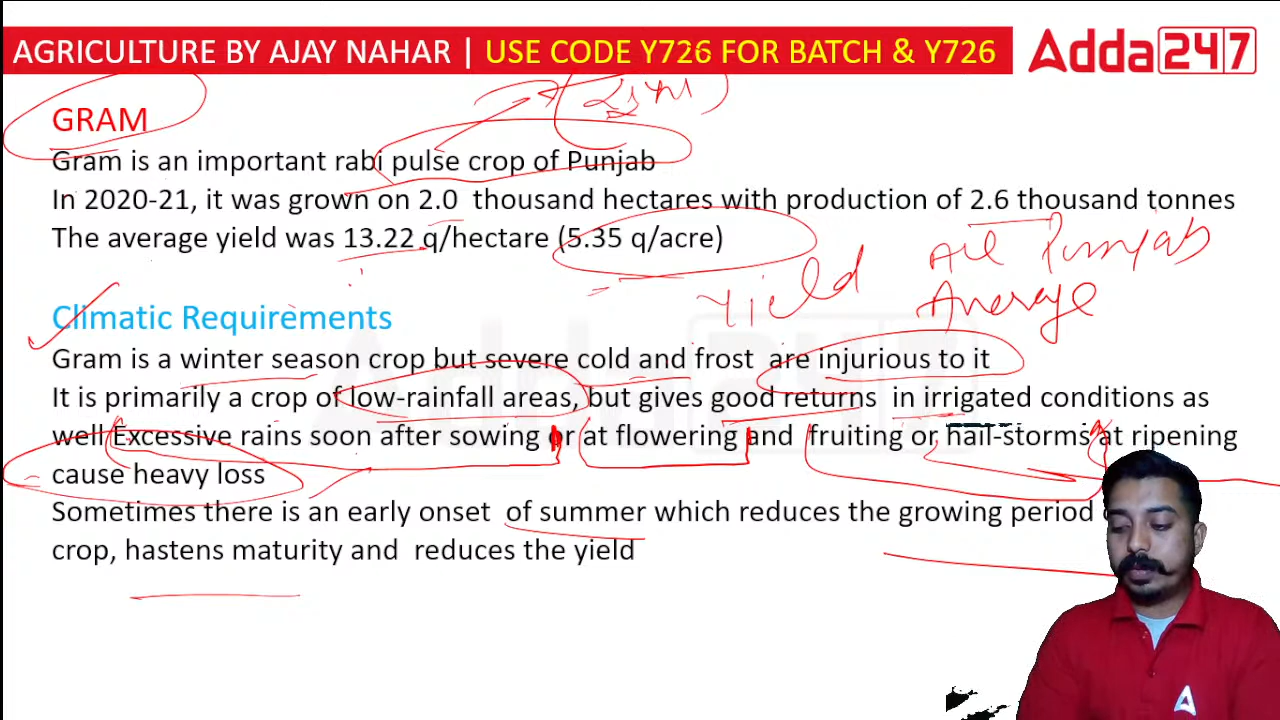 AGRICULTURE BY AJAY NAHAR | USE CODE Y726 FOR BATCH & Y726
Adda247
GRAM
Gram is an important rabi pulse crop of Punjab
In 2020-21, it was grown on 2.0 thousand hectares with production of 2.6 thousand tonnes
The average yield was 13.22 q/hectare (5.35 q/acre)
Yield
All Punjab
Average
Climatic Requirements
Gram is a winter season crop but severe cold and frost are injurious to it
It is primarily a crop of low-rainfall areas, but gives good returns in irrigated conditions as
well Excessive rains soon after sowing or at flowering and fruiting or hail-storms at ripening
cause heavy loss
Sometimes there is an early onset of summer which reduces the growing period
crop, hastens maturity and reduces the yield